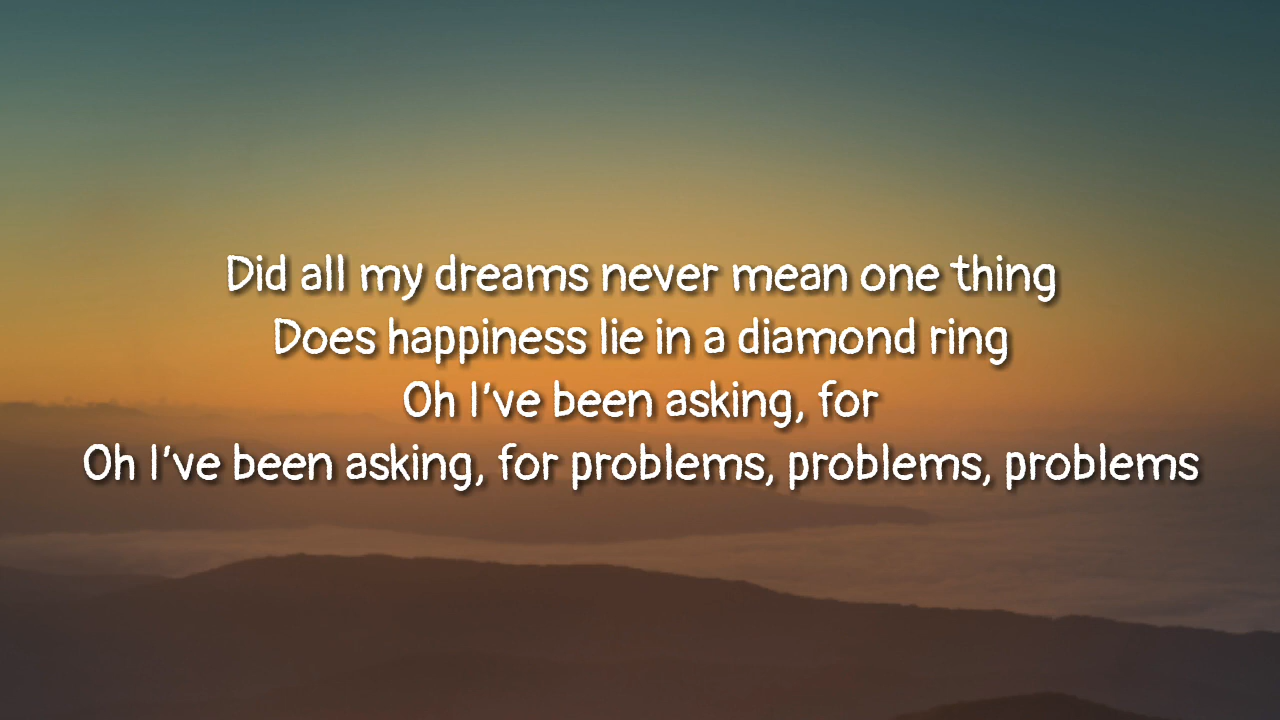 Did all my dreams never mean one thing
Does happiness lie in a diamond ring
Oh I've been asking, for
Oh I've been asking, for problems, problems, problems